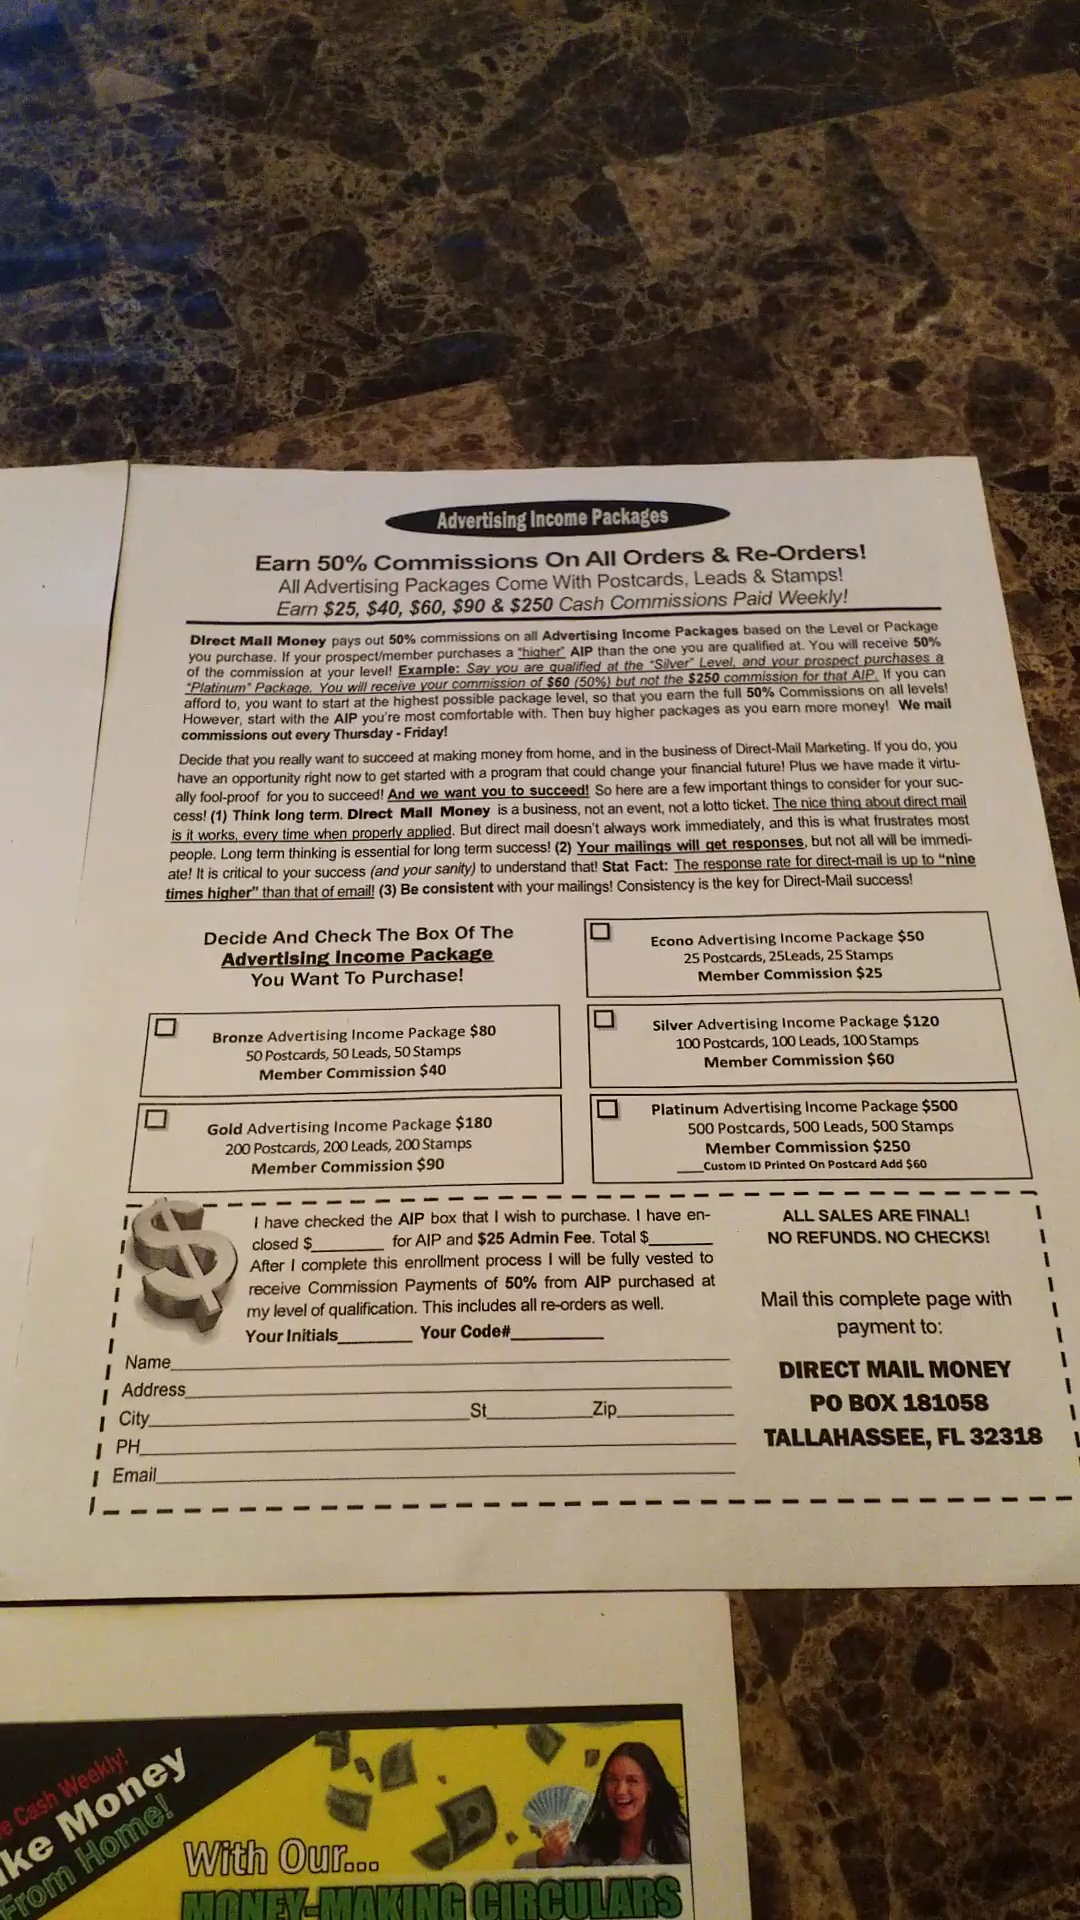 Advertising Income Packages
Earn 50% Commissions On All Orders & Re-Orders!
All Advertising Packages Come With Postcards, Leads & Stamps!
Earn $25, $40, $60, $90 & $250 Cash Commissions Paid Weekly!
Direct Mail Money pays out 50% commissions on all Advertising Income Packages based on the Level or Package
you purchase. If your prospect/member purchases a "higher" AIP than the one you are qualified at. You will receive 50%
of the commission at your level! Example: Say you are qualified at the "Silver" Level, and your prospect purchases a
"Platinum" Package. You will receive your commission of $60 (50%) but not the $250 commission for that AIP. If you can
afford to, you want to start at the highest possible package level, so that you earn the full 50% Commissions on all levels!
However, start with the AIP you're most comfortable with. Then buy higher packages as you earn more money! We mail
commissions out every Thursday - Friday!
Decide that you really want to succeed at making money from home, and in the business of Direct-Mail Marketing. If you do, you
have an opportunity right now to get started with a program that could change your financial future! Plus we have made it virtu-
ally fool-proof for you to succeed! And we want you to succeed! So here are a few important things to consider for your suc-
cess! (1) Think long term. Direct Mall Money is a business, not an event, not a lotto ticket. The nice thing about direct mail
is it works, every time when properly applied. But direct mail doesn't always work immediately, and this is what frustrates most
people. Long term thinking is essential for long term success! (2) Your mailings will get responses, but not all will be immedi-
ate! It is critical to your success (and your sanity) to understand that! Stat Fact: The response rate for direct-mail is up to "nine
times higher" than that of email! (3) Be consistent with your mailings! Consistency is the key for Direct-Mail success!
Decide And Check The Box Of The
Advertising Income Package
You Want To Purchase!
Econo Advertising Income Package $50
25 Postcards, 25Leads, 25 Stamps
Member Commission $25
Bronze Advertising Income Package $80
50 Postcards, 50 Leads, 50 Stamps
Member Commission $40
Silver Advertising Income Package $120
100 Postcards, 100 Leads, 100 Stamps
Member Commission $60
Gold Advertising Income Package $180
200 Postcards, 200 Leads, 200 Stamps
Member Commission $90
Platinum Advertising Income Package $500
500 Postcards, 500 Leads, 500 Stamps
Member Commission $250
____Custom ID Printed On Postcard Add $60
$
I have checked the AIP box that I wish to purchase. I have en-
closed $________ for AIP and $25 Admin Fee. Total $_______
After I complete this enrollment process I will be fully vested to
receive Commission Payments of 50% from AIP purchased at
my level of qualification. This includes all re-orders as well.
Your Initials________ Your Code#__________
Name
Address
City St Zip
PH
Email
ALL SALES ARE FINAL!
NO REFUNDS. NO CHECKS!
Mail this complete page with
payment to:
DIRECT MAIL MONEY
PO BOX 181058
TALLAHASSEE, FL 32318
Cash Weekly!
Money
From Home!
With Our...
MONEY-MAKING CIRCULARS